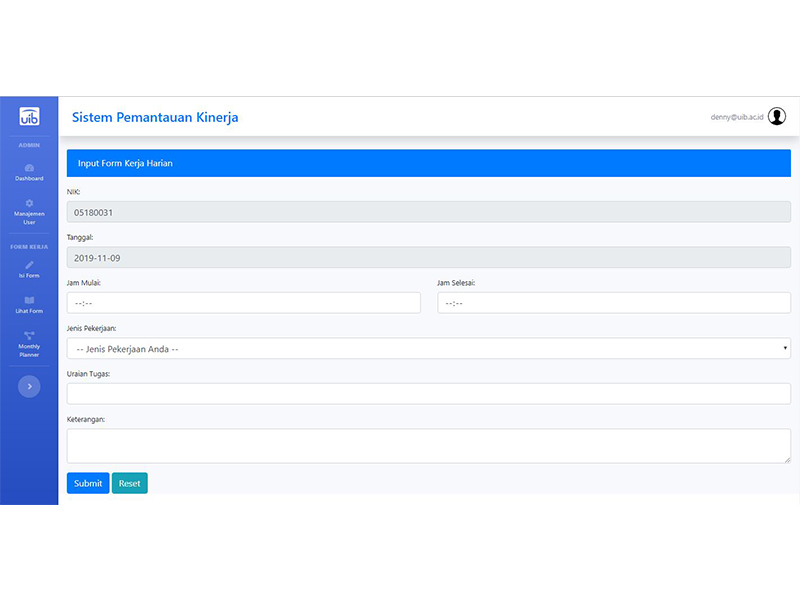 uib
Sistem Pemantauan Kinerja
denny@uib.ac.id
ADMIN
Dashboard
Manajemen
User
FORM KERJA
Isi Form
Lihat Form
Monthly
Planner
Input Form Kerja Harian
NIK:
05180031
Tanggal:
2019-11-09
Jam Mulai:
Jam Selesai:
--:--
--:--
Jenis Pekerjaan:
-- Jenis Pekerjaan Anda --
Uraian Tugas:
Keterangan:
Submit
Reset